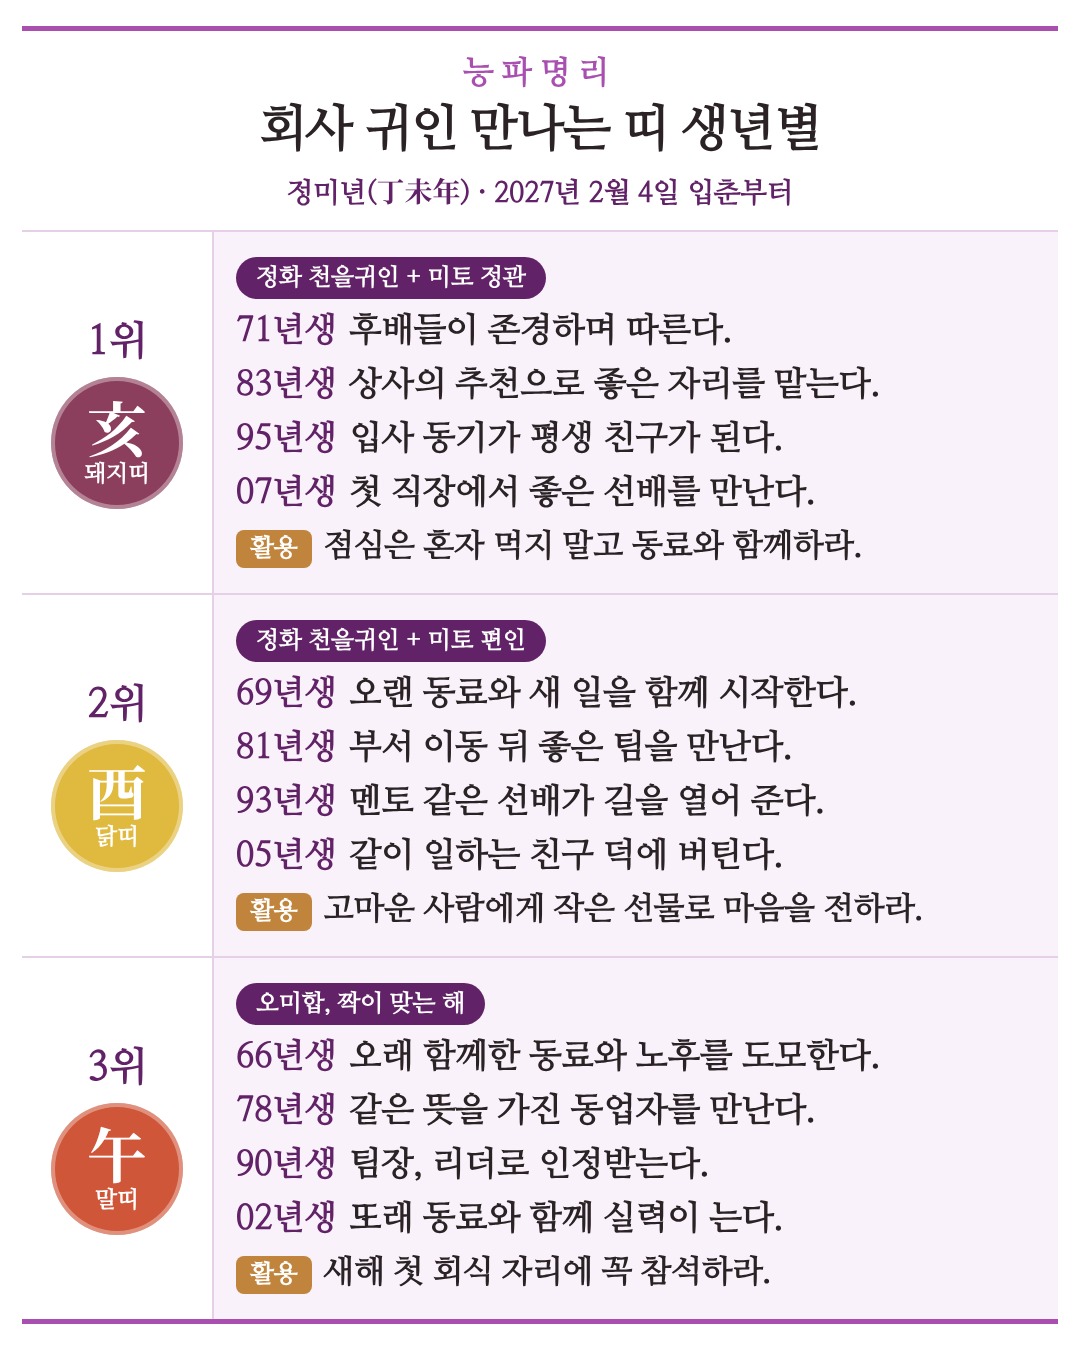 능파명리
회사 귀인 만나는 띠 생년별
정미년(丁未年) · 2027년 2월 4일 입춘부터
1위
亥
돼지띠
정화 천을귀인 + 미토 정관
71년생 후배들이 존경하며 따른다.
83년생 상사의 추천으로 좋은 자리를 맡는다.
95년생 입사 동기가 평생 친구가 된다.
07년생 첫 직장에서 좋은 선배를 만난다.
활용 점심은 혼자 먹지 말고 동료와 함께하라.
2위
酉
닭띠
정화 천을귀인 + 미토 편인
69년생 오랜 동료와 새 일을 함께 시작한다.
81년생 부서 이동 뒤 좋은 팀을 만난다.
93년생 멘토 같은 선배가 길을 열어 준다.
05년생 같이 일하는 친구 덕에 버틴다.
활용 고마운 사람에게 작은 선물로 마음을 전하라.
3위
午
말띠
오미합, 짝이 맞는 해
66년생 오래 함께한 동료와 노후를 도모한다.
78년생 같은 뜻을 가진 동업자를 만난다.
90년생 팀장, 리더로 인정받는다.
02년생 또래 동료와 함께 실력이 는다.
활용 새해 첫 회식 자리에 꼭 참석하라.